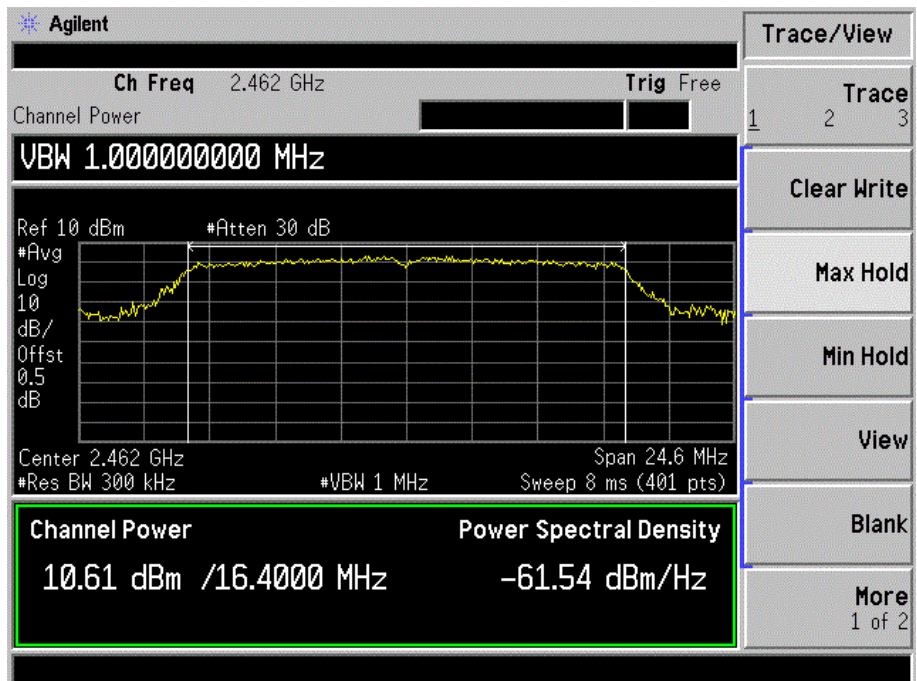 Agilent
Trace/View
Ch Freq 2.462 GHz Trig Free
Channel Power
Trace
1 2 3
VBW 1.000000000 MHz
Clear Write
Ref 10 dBm #Atten 30 dB
#Avg
Log
10
dB/
Offst
0.5
dB
Max Hold
Min Hold
Center 2.462 GHz Span 24.6 MHz
#Res BW 300 kHz #VBW 1 MHz Sweep 8 ms (401 pts)
View
Channel Power Power Spectral Density
10.61 dBm /16.4000 MHz -61.54 dBm/Hz
Blank
More
1 of 2